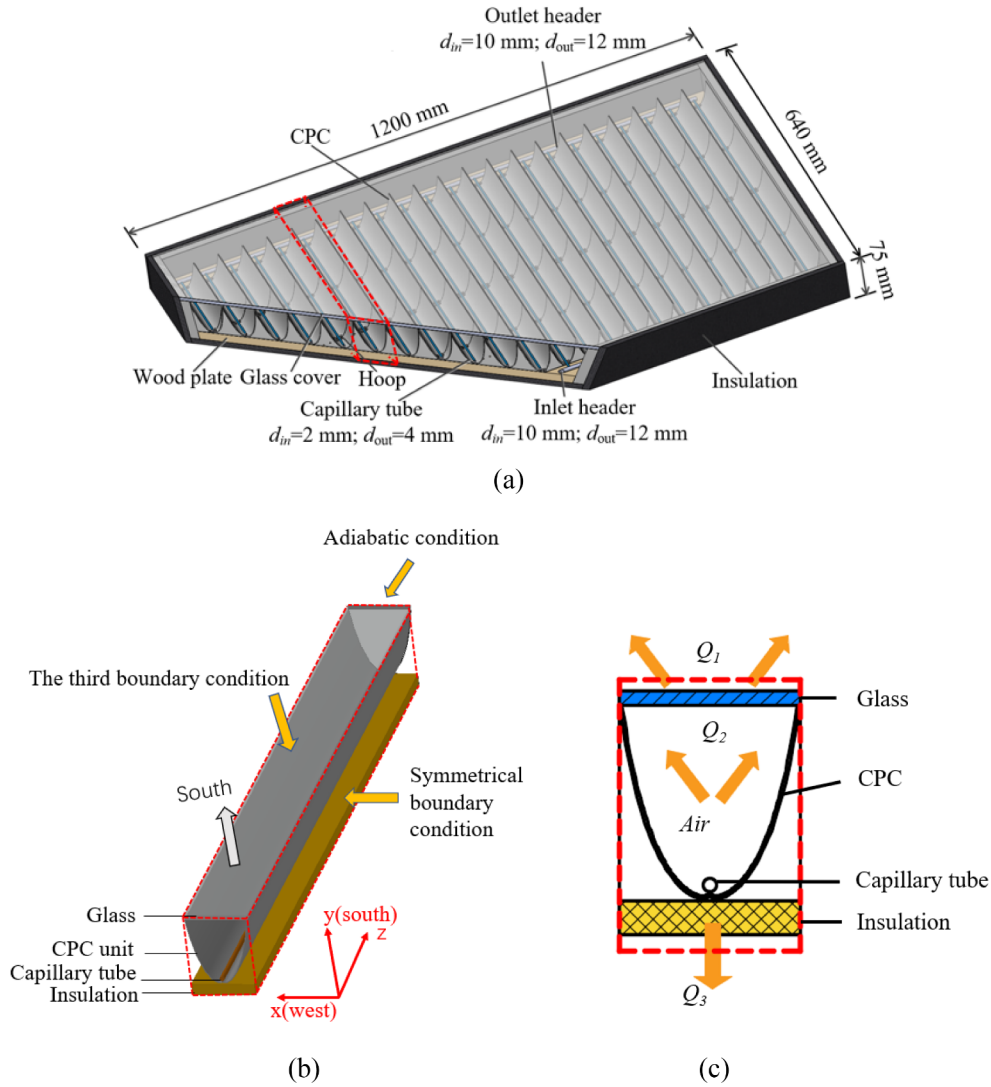 Outlet header
d_in=10 mm; d_out=12 mm
1200 mm
CPC
640 mm
75 mm
Wood plate
Glass cover
Hoop
Insulation
Capillary tube
d_in=2 mm; d_out=4 mm
Inlet header
d_in=10 mm; d_out=12 mm
(a)
Adiabatic condition
The third boundary condition
South
Symmetrical
boundary
condition
Glass
CPC unit
Capillary tube
Insulation
y(south)
z
x(west)
(b)
Q1
Glass
Q2
CPC
Air
Capillary tube
Insulation
Q3
(c)